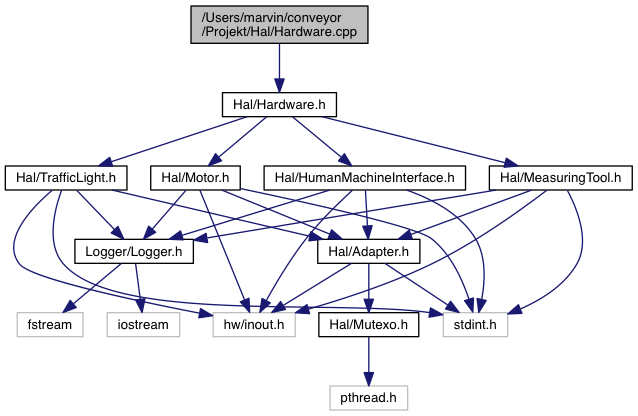 /Users/marvin/conveyor
/Projekt/Hal/Hardware.cpp
Hal/Hardware.h
Hal/TrafficLight.h
Hal/Motor.h
Hal/HumanMachineInterface.h
Hal/MeasuringTool.h
Logger/Logger.h
Hal/Adapter.h
fstream
iostream
hw/inout.h
Hal/Mutexo.h
stdint.h
pthread.h